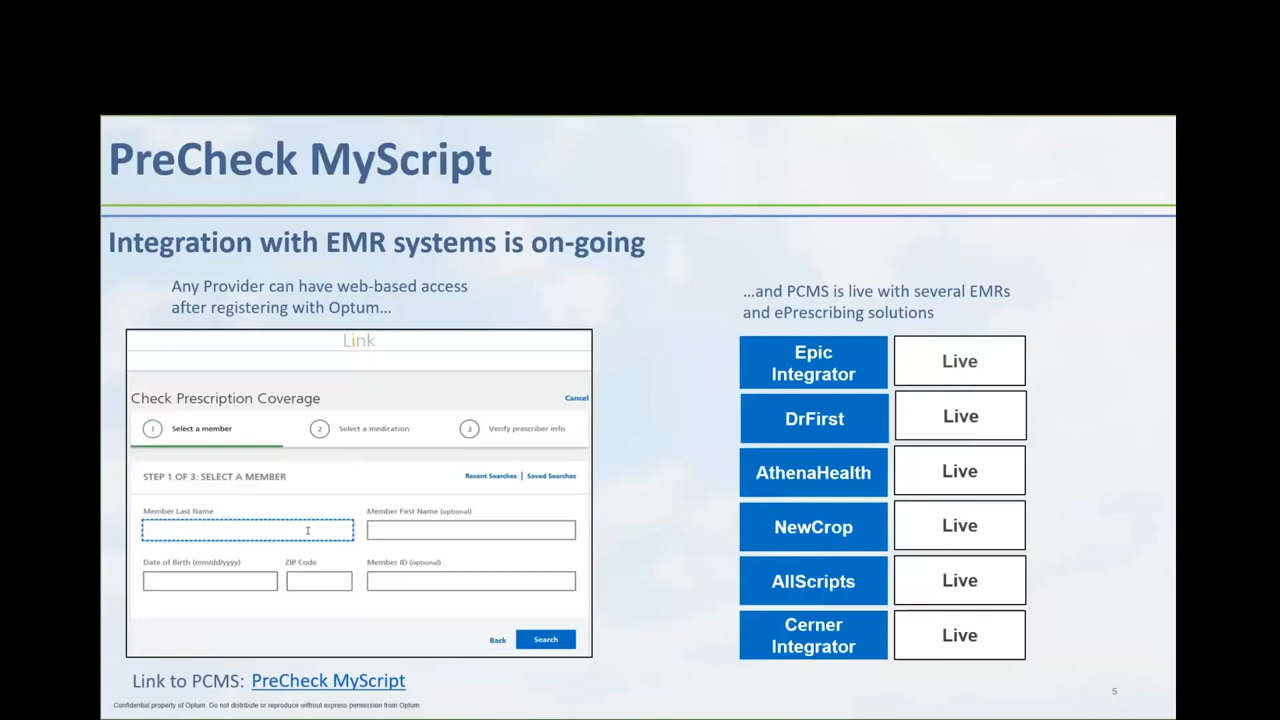 PreCheck MyScript
Integration with EMR systems is on-going
Any Provider can have web-based access
after registering with Optum…
Link
Check Prescription Coverage
Cancel
1 Select a member
2 Select a medication
3 Verify prescriber info
STEP 1 OF 3: SELECT A MEMBER
Recent Searches | Saved Searches
Member Last Name
Member First Name (optional)
Date of Birth (mm/dd/yyyy)
ZIP Code
Member ID (optional)
Back
Search
Link to PCMS: PreCheck MyScript
…and PCMS is live with several EMRs
and ePrescribing solutions
Epic
Integrator
Live
DrFirst
Live
AthenaHealth
Live
NewCrop
Live
AllScripts
Live
Cerner
Integrator
Live
Confidential property of Optum. Do not distribute or reproduce without express permission from Optum.
5